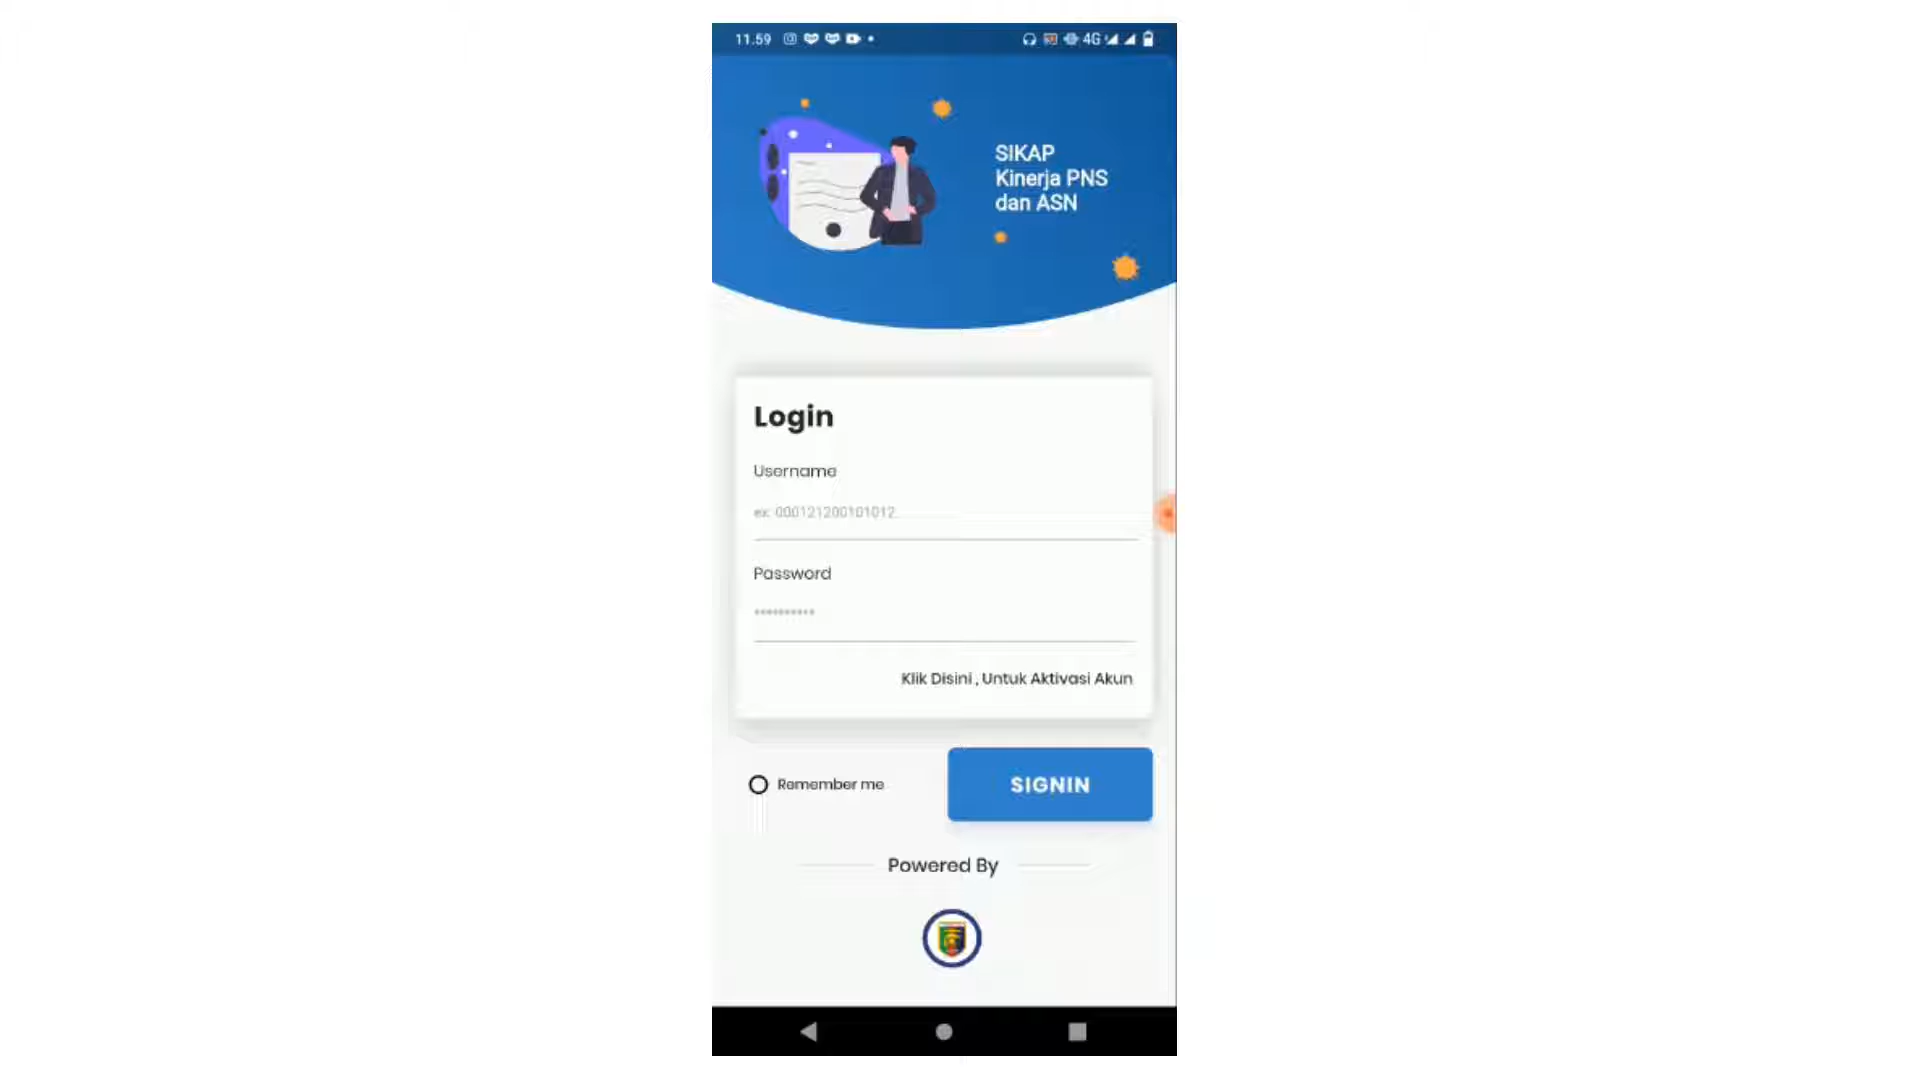 11.59
4G
SIKAP
Kinerja PNS
dan ASN
Login
Username
ex: 000121200101012
Password
**********
Klik Disini , Untuk Aktivasi Akun
Remember me
SIGNIN
Powered By